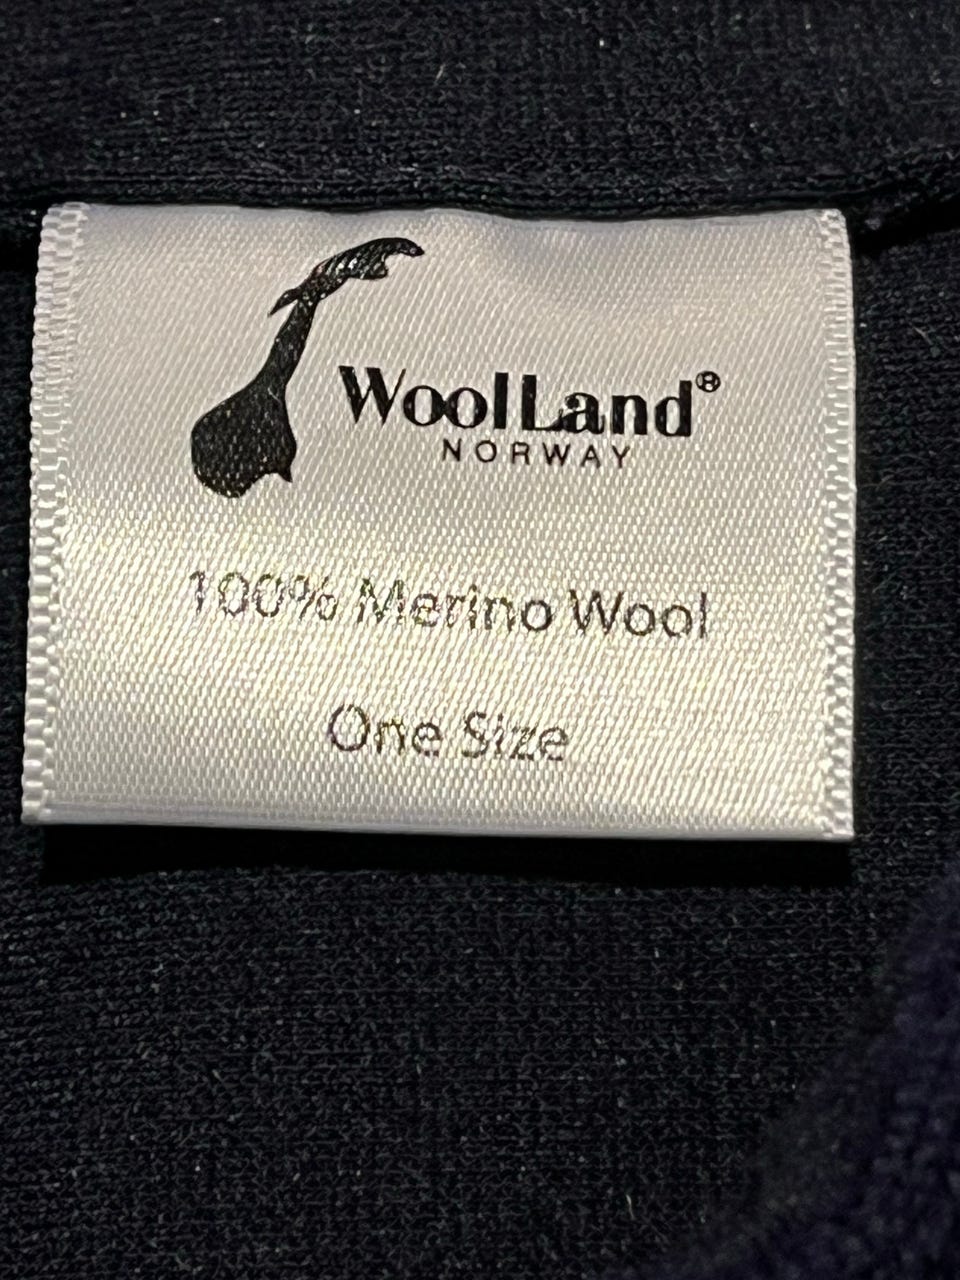 WoolLand®
NORWAY
100% Merino Wool
One Size